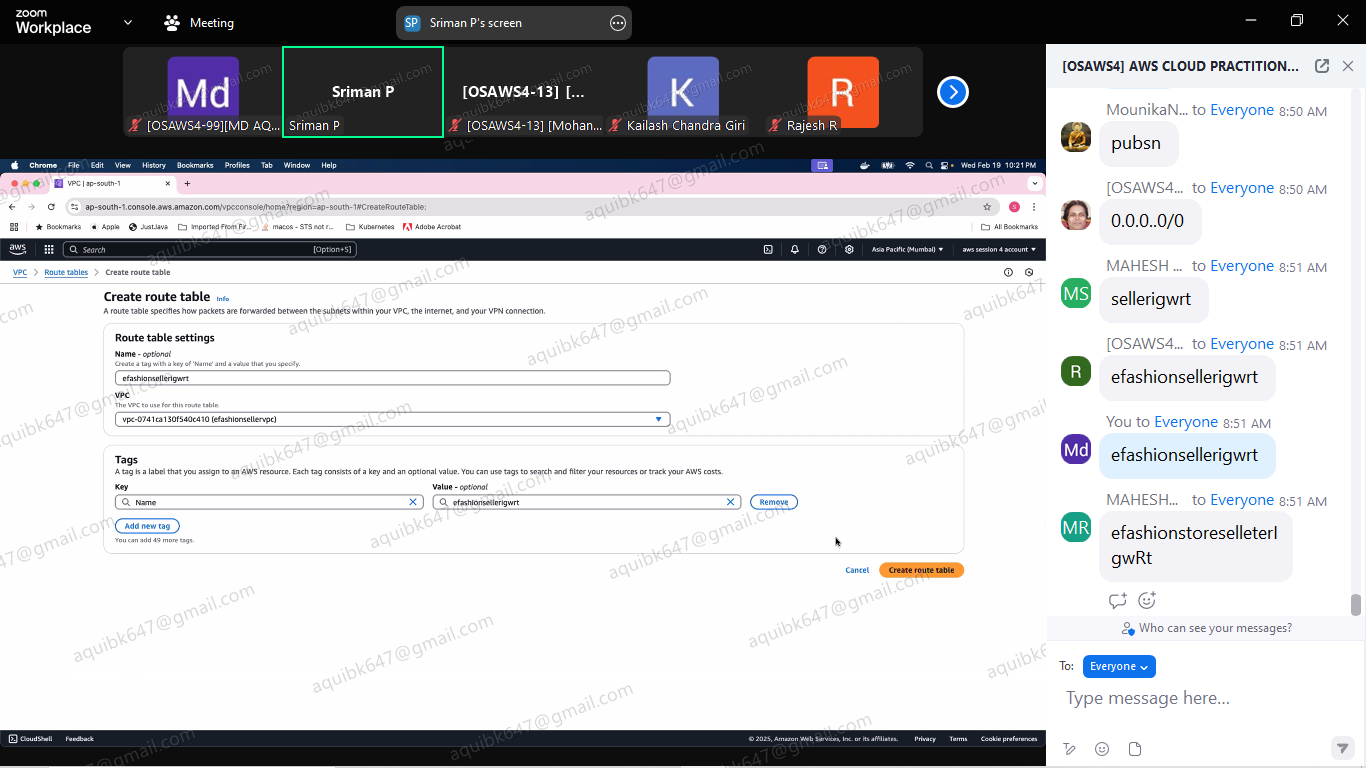 zoom
Workplace
Meeting
SP
Sriman P's screen
Md
[OSAWS4-99][MD AQ...
Sriman P
Sriman P
[OSAWS4-13] [...
[OSAWS4-13] [Mohan...
K
Kailash Chandra Giri
R
Rajesh R
Chrome File Edit View History Bookmarks Profiles Tab Window Help
Wed Feb 19 10:21 PM
VPC | ap-south-1
ap-south-1.console.aws.amazon.com/vpcconsole/home?region=ap-south-1#CreateRouteTable:
S
Bookmarks Apple JustJava Imported From Fir... macos - STS not r... Kubernetes Adobe Acrobat All Bookmarks
aws Search [Option+S] Asia Pacific (Mumbai) aws session 4 account
VPC Route tables Create route table
Create route table Info
A route table specifies how packets are forwarded between the subnets within your VPC, the internet, and your VPN connection.
Route table settings
Name - optional
Create a tag with a key of 'Name' and a value that you specify.
efashionsellerigwrt
VPC
The VPC to use for this route table.
vpc-0741ca130f540c410 (efashionsellervpc)
Tags
A tag is a label that you assign to an AWS resource. Each tag consists of a key and an optional value. You can use tags to search and filter your resources or track your AWS costs.
Key Value - optional
Name efashionsellerigwrt Remove
Add new tag
You can add 49 more tags.
Cancel Create route table
CloudShell Feedback © 2025, Amazon Web Services, Inc. or its affiliates. Privacy Terms Cookie preferences
aquibk647@gmail.com
[OSAWS4] AWS CLOUD PRACTITION...
MounikaN... to Everyone 8:50 AM
pubsn
[OSAWS4... to Everyone 8:50 AM
0.0.0..0/0
MAHESH ... to Everyone 8:51 AM
MS
sellerigwrt
[OSAWS4... to Everyone 8:51 AM
R
efashionsellerigwrt
You to Everyone 8:51 AM
Md
efashionsellerigwrt
MAHESH... to Everyone 8:51 AM
MR
efashionstoreselleterI
gwRt
Who can see your messages?
To: Everyone
Type message here...